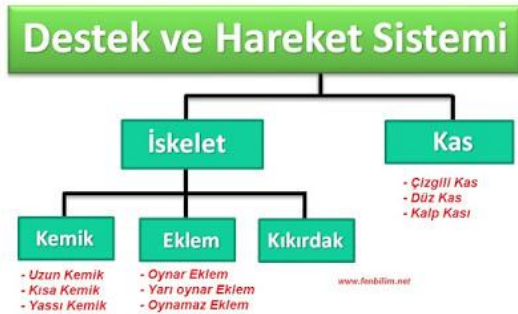 Destek ve Hareket Sistemi
İskelet
Kas
- Çizgili Kas
- Düz Kas
- Kalp Kası
Kemik
Eklem
Kıkırdak
- Uzun Kemik
- Kısa Kemik
- Yassı Kemik
- Oynar Eklem
- Yarı oynar Eklem
- Oynamaz Eklem
www.fenbilim.net